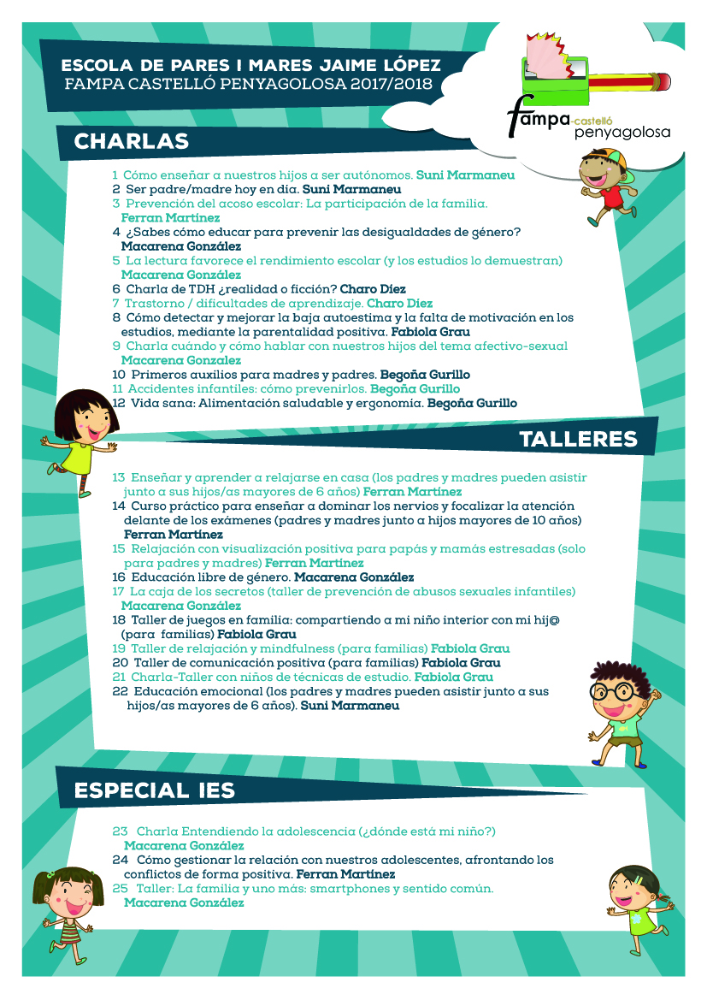 ESCOLA DE PARES I MARES JAIME LÓPEZ
FAMPA CASTELLÓ PENYAGOLOSA 2017/2018
fampa-castelló
penyagolosa
CHARLAS
1 Cómo enseñar a nuestros hijos a ser autónomos. Suni Marmaneu
2 Ser padre/madre hoy en día. Suni Marmaneu
3 Prevención del acoso escolar: La participación de la familia.
Ferran Martínez
4 ¿Sabes cómo educar para prevenir las desigualdades de género?
Macarena González
5 La lectura favorece el rendimiento escolar (y los estudios lo demuestran)
Macarena González
6 Charla de TDH ¿realidad o ficción? Charo Díez
7 Trastorno / dificultades de aprendizaje. Charo Díez
8 Cómo detectar y mejorar la baja autoestima y la falta de motivación en los
estudios, mediante la parentalidad positiva. Fabiola Grau
9 Charla cuándo y cómo hablar con nuestros hijos del tema afectivo-sexual
Macarena Gonzalez
10 Primeros auxilios para madres y padres. Begoña Gurillo
11 Accidentes infantiles: cómo prevenirlos. Begoña Gurillo
12 Vida sana: Alimentación saludable y ergonomía. Begoña Gurillo
TALLERES
13 Enseñar y aprender a relajarse en casa (los padres y madres pueden asistir
junto a sus hijos/as mayores de 6 años) Ferran Martínez
14 Curso práctico para enseñar a dominar los nervios y focalizar la atención
delante de los exámenes (padres y madres junto a hijos mayores de 10 años)
Ferran Martínez
15 Relajación con visualización positiva para papás y mamás estresadas (solo
para padres y madres) Ferran Martínez
16 Educación libre de género. Macarena González
17 La caja de los secretos (taller de prevención de abusos sexuales infantiles)
Macarena González
18 Taller de juegos en familia: compartiendo a mi niño interior con mi hij@
(para familias) Fabiola Grau
19 Taller de relajación y mindfulness (para familias) Fabiola Grau
20 Taller de comunicación positiva (para familias) Fabiola Grau
21 Charla-Taller con niños de técnicas de estudio. Fabiola Grau
22 Educación emocional (los padres y madres pueden asistir junto a sus
hijos/as mayores de 6 años). Suni Marmaneu
ESPECIAL IES
23 Charla Entendiendo la adolescencia (¿dónde está mi niño?)
Macarena González
24 Cómo gestionar la relación con nuestros adolescentes, afrontando los
conflictos de forma positiva. Ferran Martínez
25 Taller: La familia y uno más: smartphones y sentido común.
Macarena González